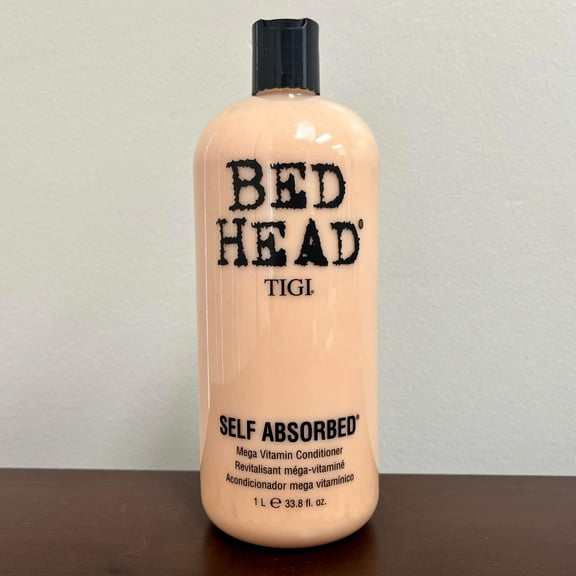 BED
HEAD®
TIGI®
SELF ABSORBED®
Mega Vitamin Conditioner
Revitalisant méga-vitaminé
Acondicionador mega vitamínico
1 L ℮ 33.8 fl. oz.